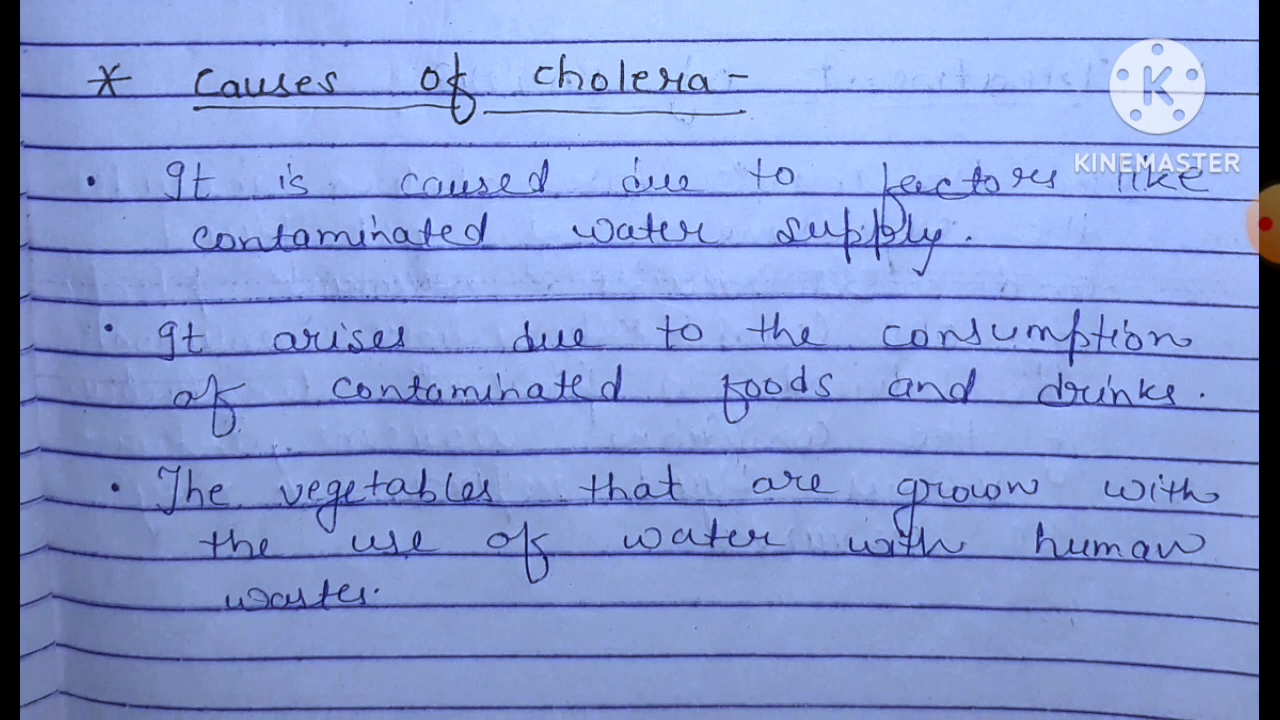 * Causes of cholera-
KINEMASTER
• It is caused due to factors like
contaminated water supply.
• It arises due to the consumption
of contaminated foods and drinks.
• The vegetables that are grown with
the use of water with human
wastes.